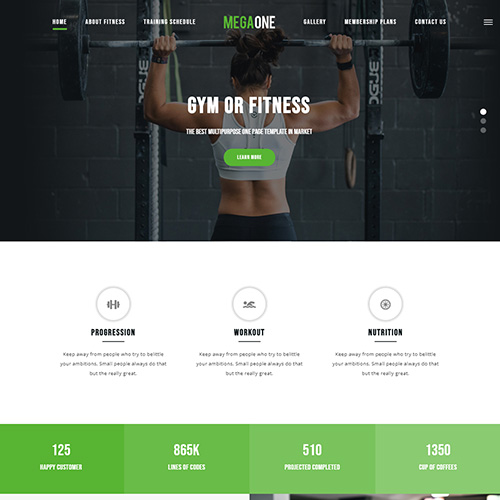 HOME ABOUT FITNESS TRAINING SCHEDULE MEGAONE GALLERY MEMBERSHIP PLANS CONTACT US
GYM OR FITNESS
THE BEST MULTIPURPOSE ONE PAGE TEMPLATE IN MARKET
LEARN MORE
PROGRESSION
Keep away from people who try to belittle
your ambitions. Small people always do that
but the really great.
WORKOUT
Keep away from people who try to belittle
your ambitions. Small people always do that
but the really great.
NUTRITION
Keep away from people who try to belittle
your ambitions. Small people always do that
but the really great.
125
HAPPY CUSTOMER
865K
LINES OF CODES
510
PROJECTED COMPLETED
1350
CUP OF COFFEES